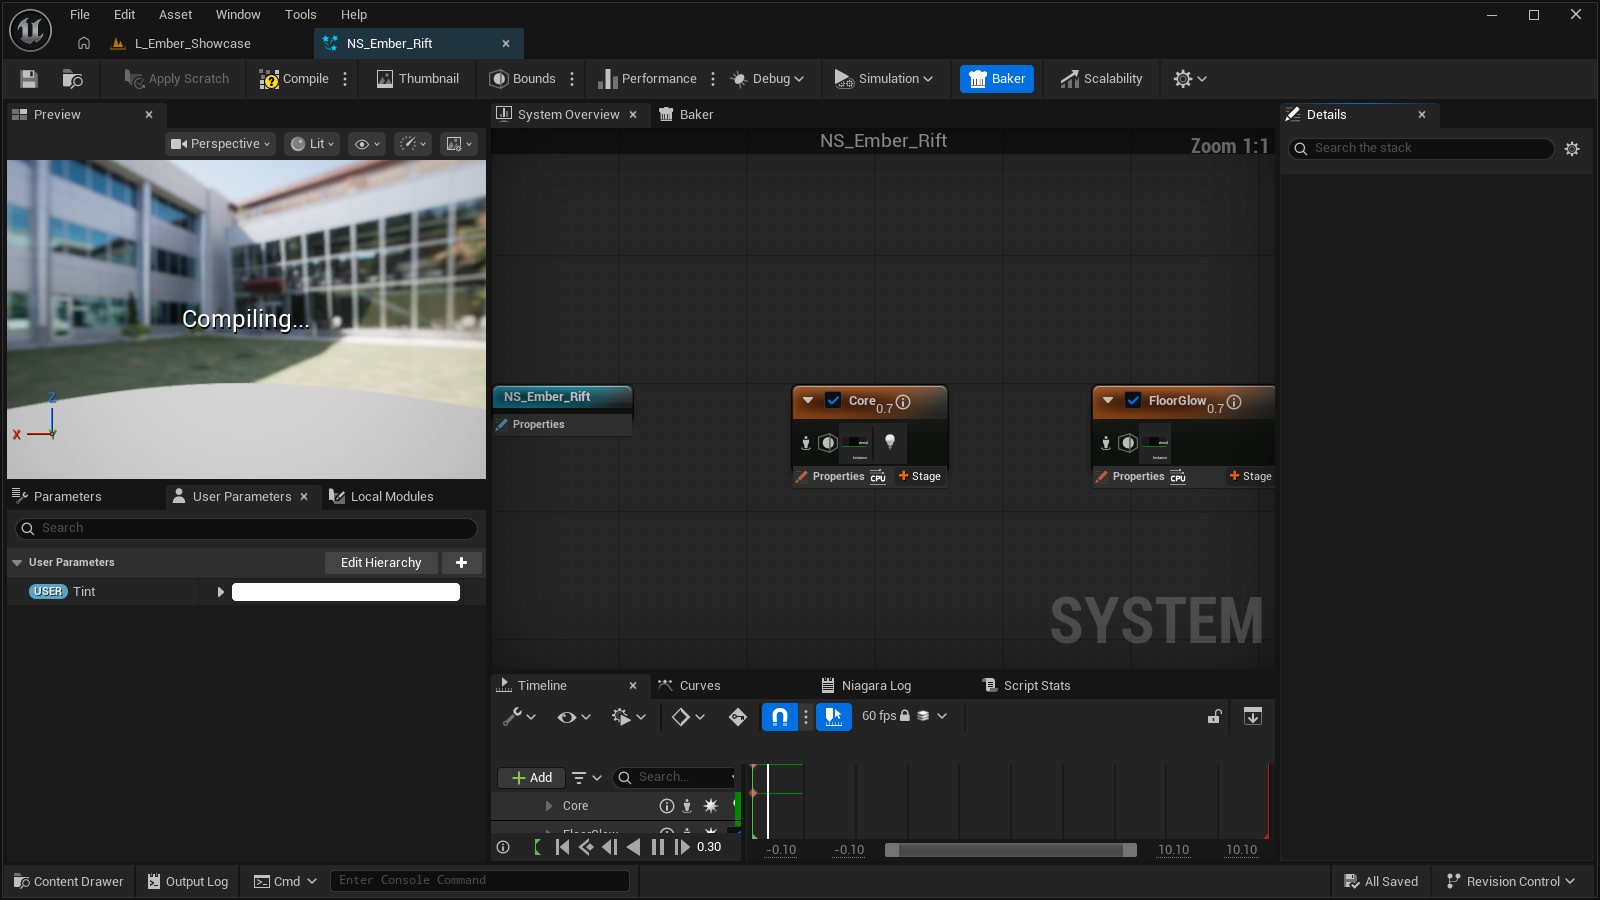 File Edit Asset Window Tools Help
L_Ember_Showcase NS_Ember_Rift
Apply Scratch Compile Thumbnail Bounds Performance Debug Simulation Baker Scalability
Preview System Overview Baker Details
Perspective Lit
NS_Ember_Rift Zoom 1:1
Search the stack
Compiling...
Z
X Y
NS_Ember_Rift
Properties
Core 0.7
Properties CPU Stage
FloorGlow 0.7
Properties CPU Stage
SYSTEM
Parameters User Parameters Local Modules
Search
User Parameters Edit Hierarchy
USER Tint
Timeline Curves Niagara Log Script Stats
60 fps
Add Search...
Core
FloorGlow
0.30
-0.10 -0.10 10.10 10.10
Content Drawer Output Log Cmd Enter Console Command All Saved Revision Control